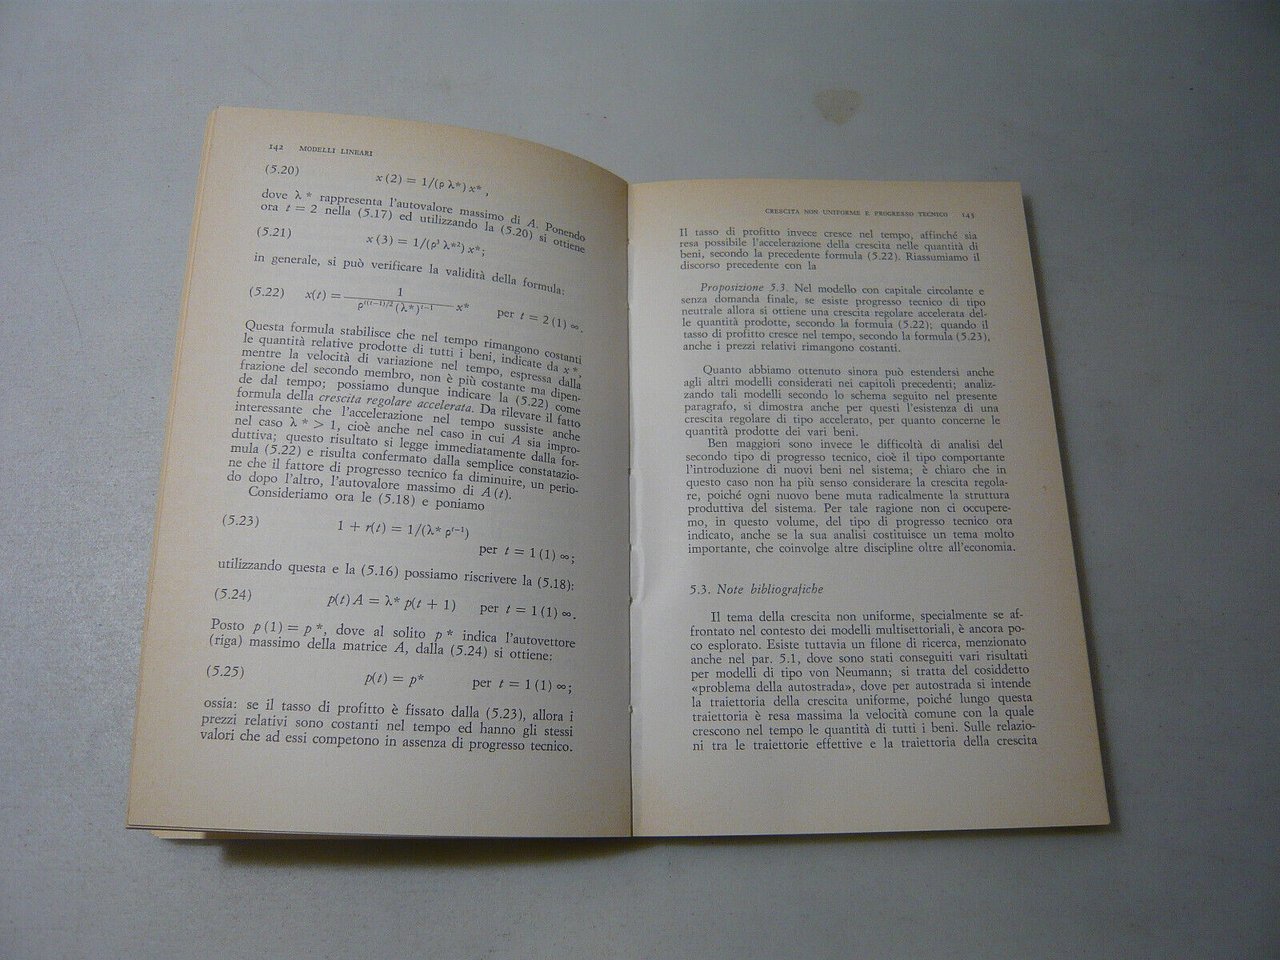 142 MODELLI LINEARI
(5.20) x(2) = 1/(ρ λ*) x*,
dove λ* rappresenta l'autovalore massimo di A. Ponendo
ora t = 2 nella (5.17) ed utilizzando la (5.20) si ottiene
(5.21) x(3) = 1/(ρ³ λ*²) x*;
in generale, si può verificare la validità della formula:
(5.22) x(t) = 1 / ρ^{t(t−1)/2} (λ*)^{t−1} x* per t = 2 (1) ∞.
Questa formula stabilisce che nel tempo rimangono costanti
le quantità relative prodotte di tutti i beni, indicate da x*,
mentre la velocità di variazione nel tempo, espressa dalla
frazione del secondo membro, non è più costante ma dipen-
de dal tempo; possiamo dunque indicare la (5.22) come
formula della crescita regolare accelerata. Da rilevare il fatto
interessante che l'accelerazione nel tempo sussiste anche
nel caso λ* > 1, cioè anche nel caso in cui A sia impro-
duttiva; questo risultato si legge immediatamente dalla for-
mula (5.22) e risulta confermato dalla semplice constatazio-
ne che il fattore di progresso tecnico fa diminuire, un perio-
do dopo l'altro, l'autovalore massimo di A(t).
Consideriamo ora le (5.18) e poniamo
(5.23) 1 + r(t) = 1/(λ* ρ^{t−1})
per t = 1 (1) ∞;
utilizzando questa e la (5.16) possiamo riscrivere la (5.18):
(5.24) p(t) A = λ* p(t + 1) per t = 1 (1) ∞.
Posto p(1) = p*, dove al solito p* indica l'autovettore
(riga) massimo della matrice A, dalla (5.24) si ottiene:
(5.25) p(t) = p* per t = 1 (1) ∞;
ossia: se il tasso di profitto è fissato dalla (5.23), allora i
prezzi relativi sono costanti nel tempo ed hanno gli stessi
valori che ad essi competono in assenza di progresso tecnico.
CRESCITA NON UNIFORME E PROGRESSO TECNICO 143
Il tasso di profitto invece cresce nel tempo, affinché sia
resa possibile l'accelerazione della crescita nelle quantità di
beni, secondo la precedente formula (5.22). Riassumiamo il
discorso precedente con la
Proposizione 5.3. Nel modello con capitale circolante e
senza domanda finale, se esiste progresso tecnico di tipo
neutrale allora si ottiene una crescita regolare accelerata del-
le quantità prodotte, secondo la formula (5.22); quando il
tasso di profitto cresce nel tempo, secondo la formula (5.23),
anche i prezzi relativi rimangono costanti.
Quanto abbiamo ottenuto sinora può estendersi anche
agli altri modelli considerati nei capitoli precedenti; analiz-
zando tali modelli secondo lo schema seguito nel presente
paragrafo, si dimostra anche per questi l'esistenza di una
crescita regolare di tipo accelerato, per quanto concerne le
quantità prodotte dei vari beni.
Ben maggiori sono invece le difficoltà di analisi del
secondo tipo di progresso tecnico, cioè il tipo comportante
l'introduzione di nuovi beni nel sistema; è chiaro che in
questo caso non ha più senso considerare la crescita regola-
re, poiché ogni nuovo bene muta radicalmente la struttura
produttiva del sistema. Per tale ragione non ci occupere-
mo, in questo volume, del tipo di progresso tecnico ora
indicato, anche se la sua analisi costituisce un tema molto
importante, che coinvolge altre discipline oltre all'economia.
5.3. Note bibliografiche
Il tema della crescita non uniforme, specialmente se af-
frontato nel contesto dei modelli multisettoriali, è ancora po-
co esplorato. Esiste tuttavia un filone di ricerca, menzionato
anche nel par. 5.1, dove sono stati conseguiti vari risultati
per modelli di tipo von Neumann; si tratta del cosiddetto
«problema della autostrada», dove per autostrada si intende
la traiettoria della crescita uniforme, poiché lungo questa
traiettoria è resa massima la velocità comune con la quale
crescono nel tempo le quantità di tutti i beni. Sulle relazio-
ni tra le traiettorie effettive e la traiettoria della crescita